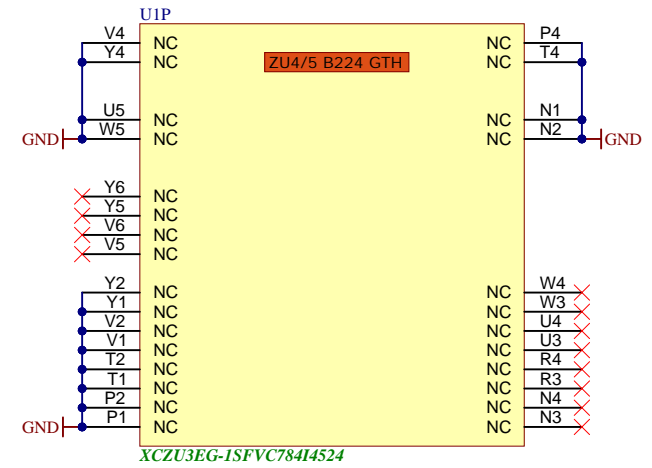 U1P
V4 NC NC P4
Y4 NC ZU4/5 B224 GTH NC T4
U5 NC NC N1
GND W5 NC NC N2 GND
Y6 NC
Y5 NC
V6 NC
V5 NC
Y2 NC NC W4
Y1 NC NC W3
V2 NC NC U4
V1 NC NC U3
T2 NC NC R4
T1 NC NC R3
P2 NC NC N4
GND P1 NC NC N3
XCZU3EG-1SFVC784I4524